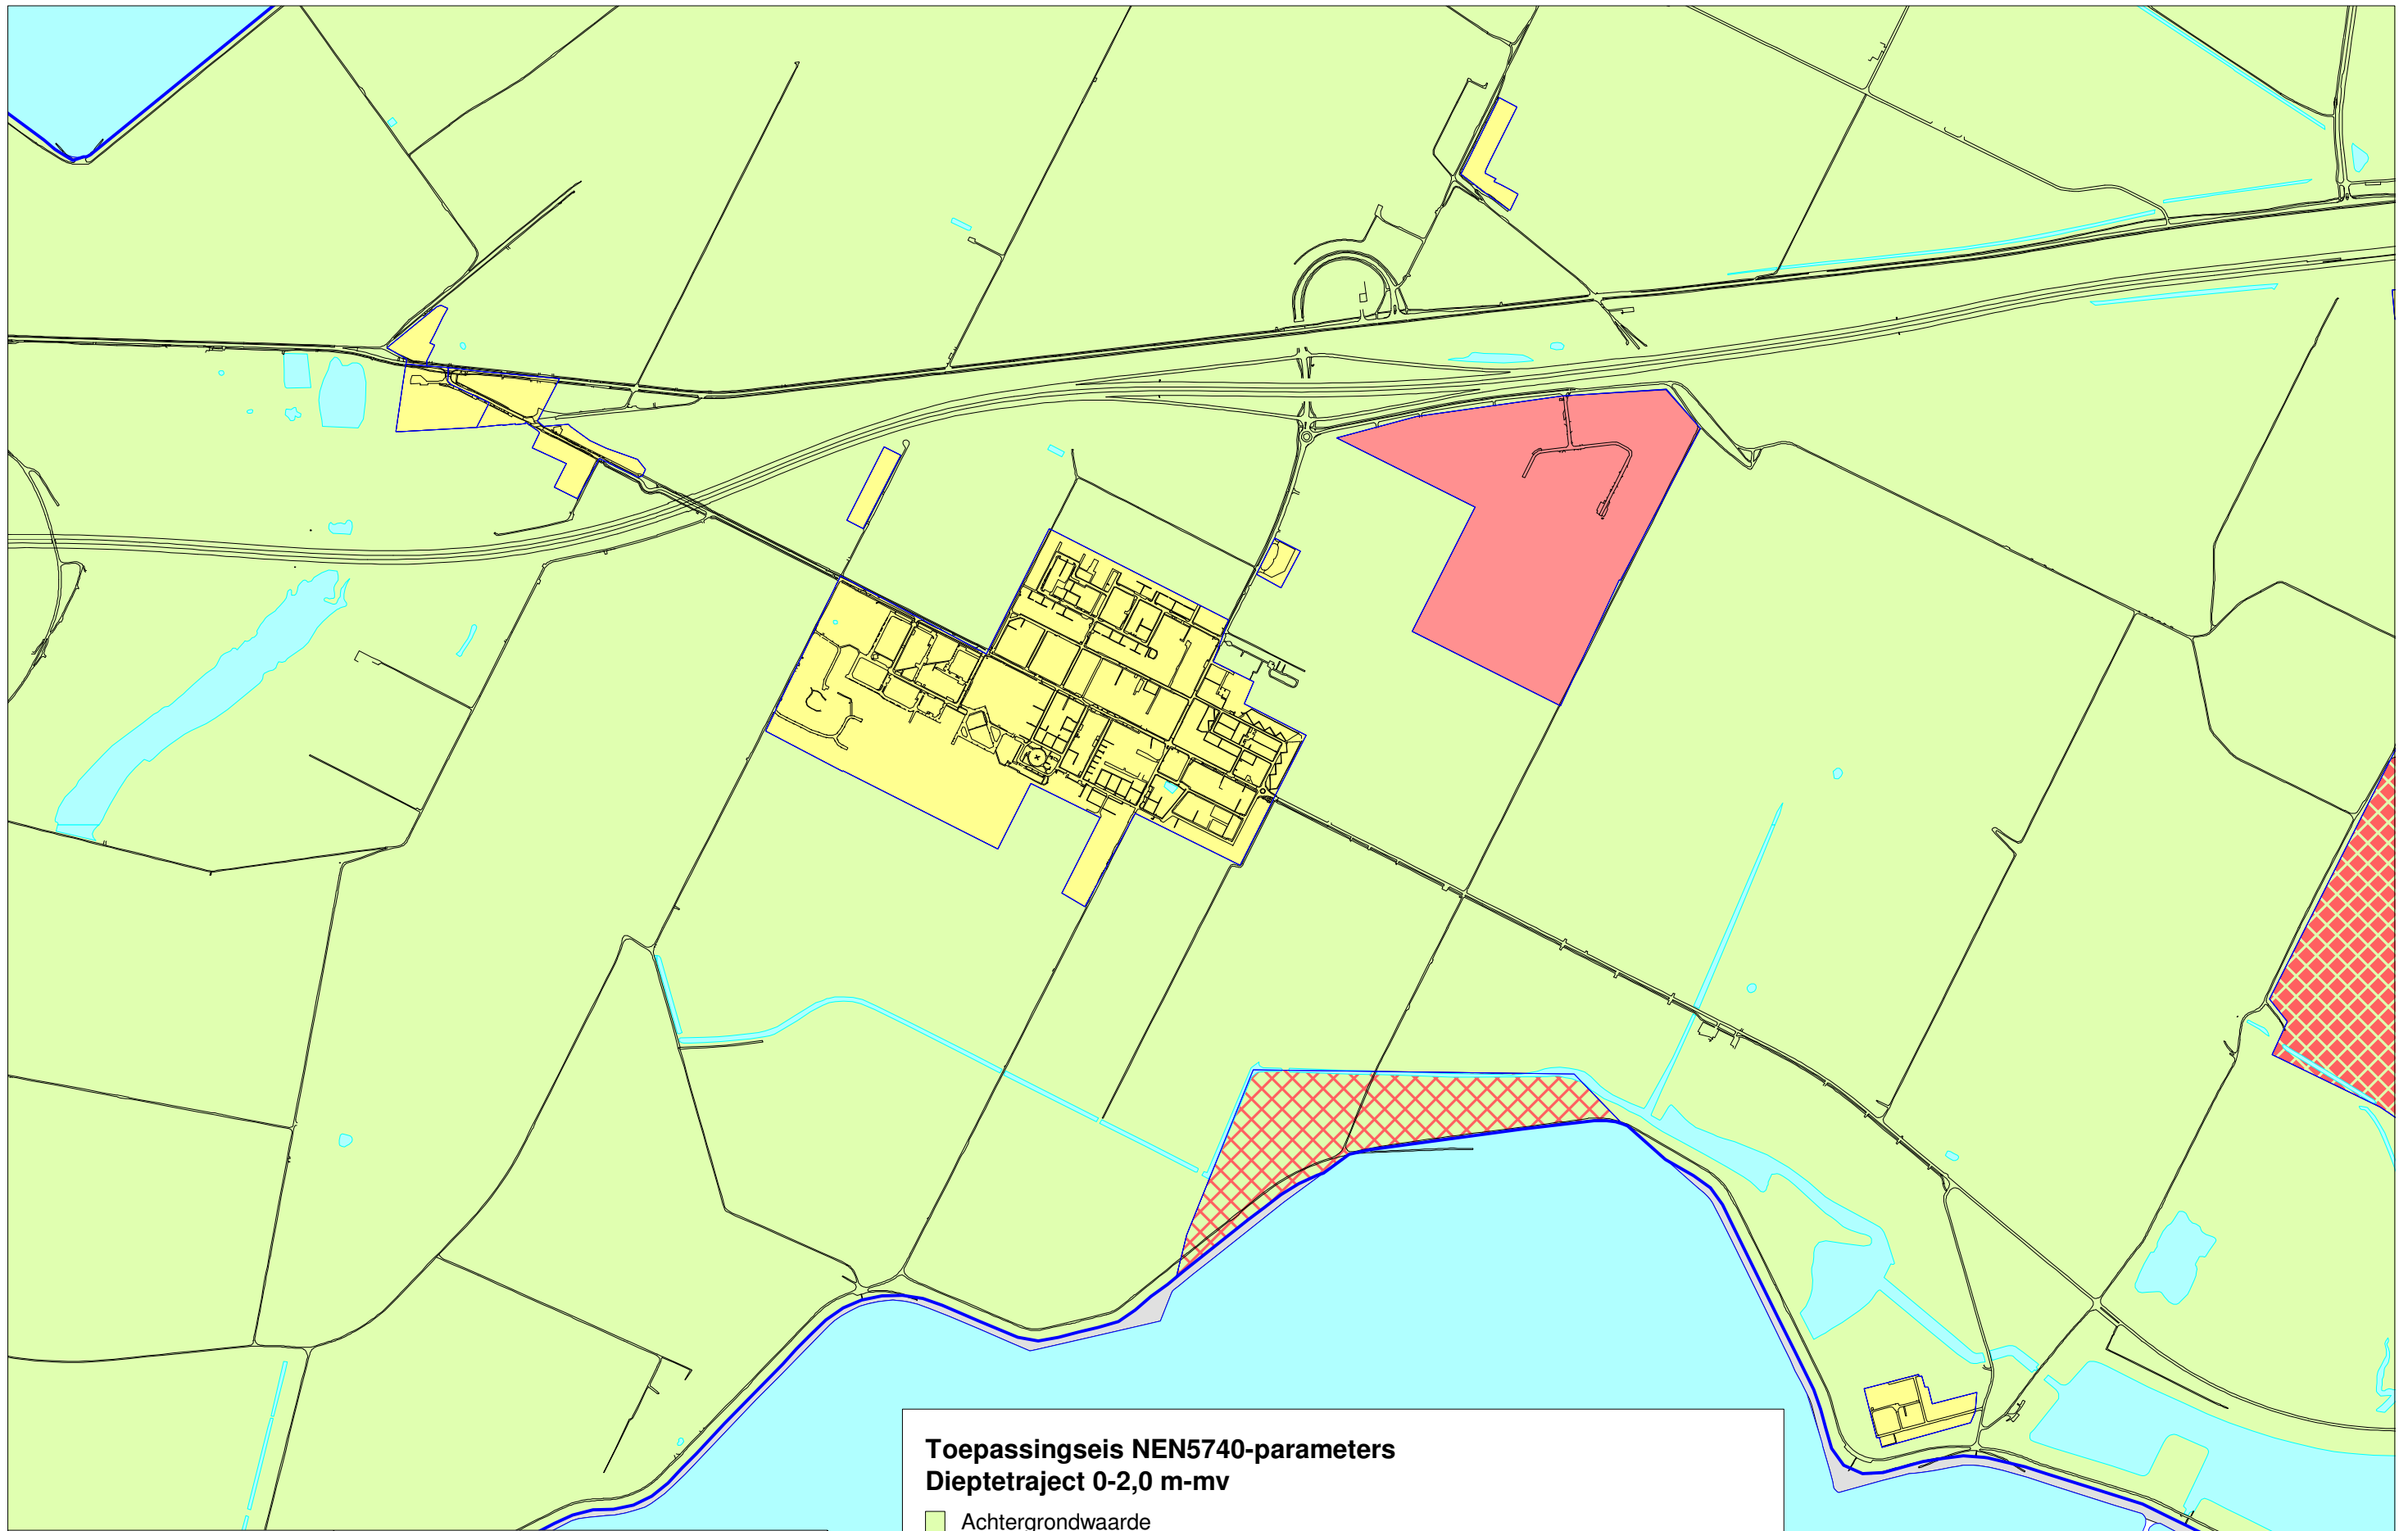 Toepassingseis NEN5740-parameters
Dieptetraject 0-2,0 m-mv
Achtergrondwaarde